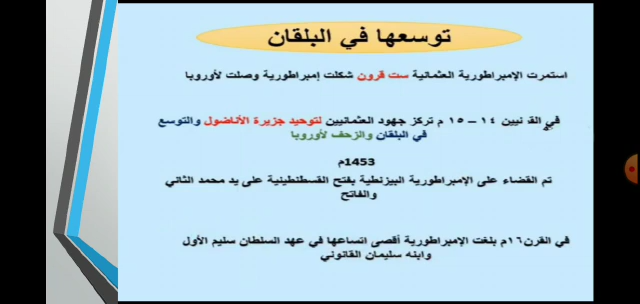 توسعها في البلقان
استمرت الإمبراطورية العثمانية ست قرون شكلت إمبراطورية وصلت لأوروبا
في القرنيين ١٤ – ١٥ م تركز جهود العثمانيين لتوحيد جزيرة الأناضول والتوسع
في البلقان والزحف لأوروبا
1453م
تم القضاء على الإمبراطورية البيزنطية بفتح القسطنطينية على يد محمد الثاني
والفاتح
في القرن١٦م بلغت الإمبراطورية أقصى اتساعها في عهد السلطان سليم الأول
وابنه سليمان القانوني